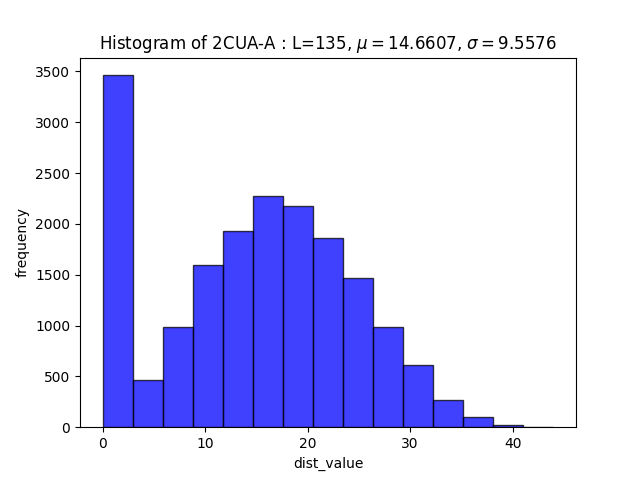 Histogram of 2CUA-A : L=135, μ = 14.6607, σ = 9.5576
3500
3000
2500
2000
1500
1000
500
0
frequency
0 10 20 30 40
dist_value